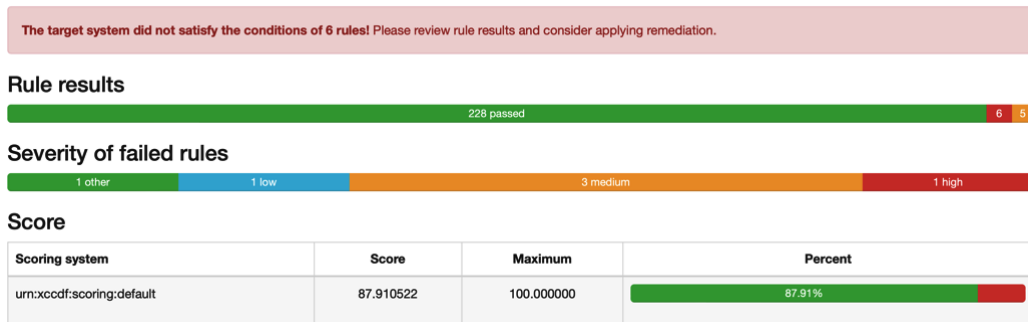 The target system did not satisfy the conditions of 6 rules! Please review rule results and consider applying remediation.
Rule results
228 passed 6 5
Severity of failed rules
1 other 1 low 3 medium 1 high
Score
Scoring system Score Maximum Percent
urn:xccdf:scoring:default 87.910522 100.000000 87.91%